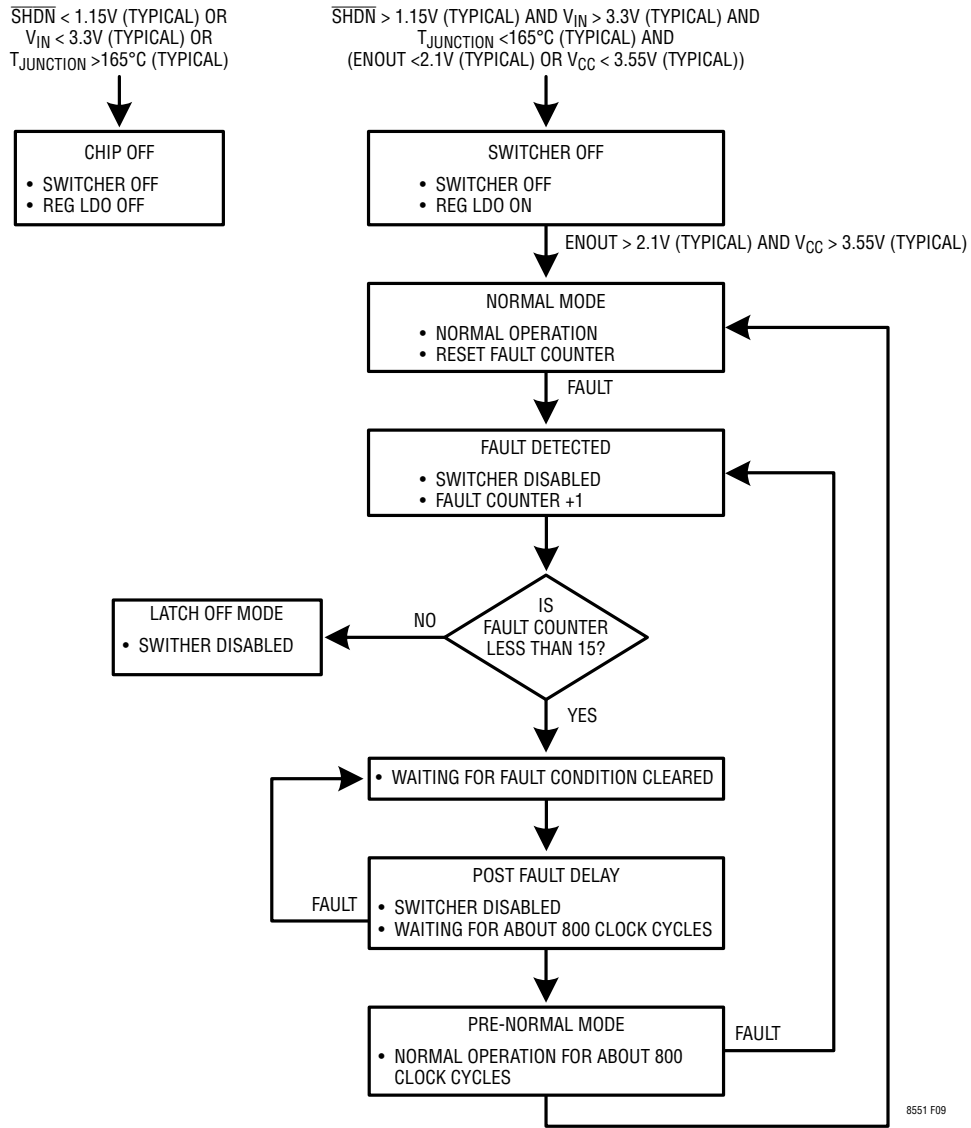 SHDN < 1.15V (TYPICAL) OR
VIN < 3.3V (TYPICAL) OR
TJUNCTION >165°C (TYPICAL)
SHDN > 1.15V (TYPICAL) AND VIN > 3.3V (TYPICAL) AND
TJUNCTION <165°C (TYPICAL) AND
(ENOUT <2.1V (TYPICAL) OR VCC < 3.55V (TYPICAL))
CHIP OFF
• SWITCHER OFF
• REG LDO OFF
SWITCHER OFF
• SWITCHER OFF
• REG LDO ON
ENOUT > 2.1V (TYPICAL) AND VCC > 3.55V (TYPICAL)
NORMAL MODE
• NORMAL OPERATION
• RESET FAULT COUNTER
FAULT
FAULT DETECTED
• SWITCHER DISABLED
• FAULT COUNTER +1
IS
FAULT COUNTER
LESS THAN 15?
NO
LATCH OFF MODE
• SWITHER DISABLED
YES
• WAITING FOR FAULT CONDITION CLEARED
POST FAULT DELAY
• SWITCHER DISABLED
• WAITING FOR ABOUT 800 CLOCK CYCLES
FAULT
PRE-NORMAL MODE
• NORMAL OPERATION FOR ABOUT 800
CLOCK CYCLES
FAULT
8551 F09